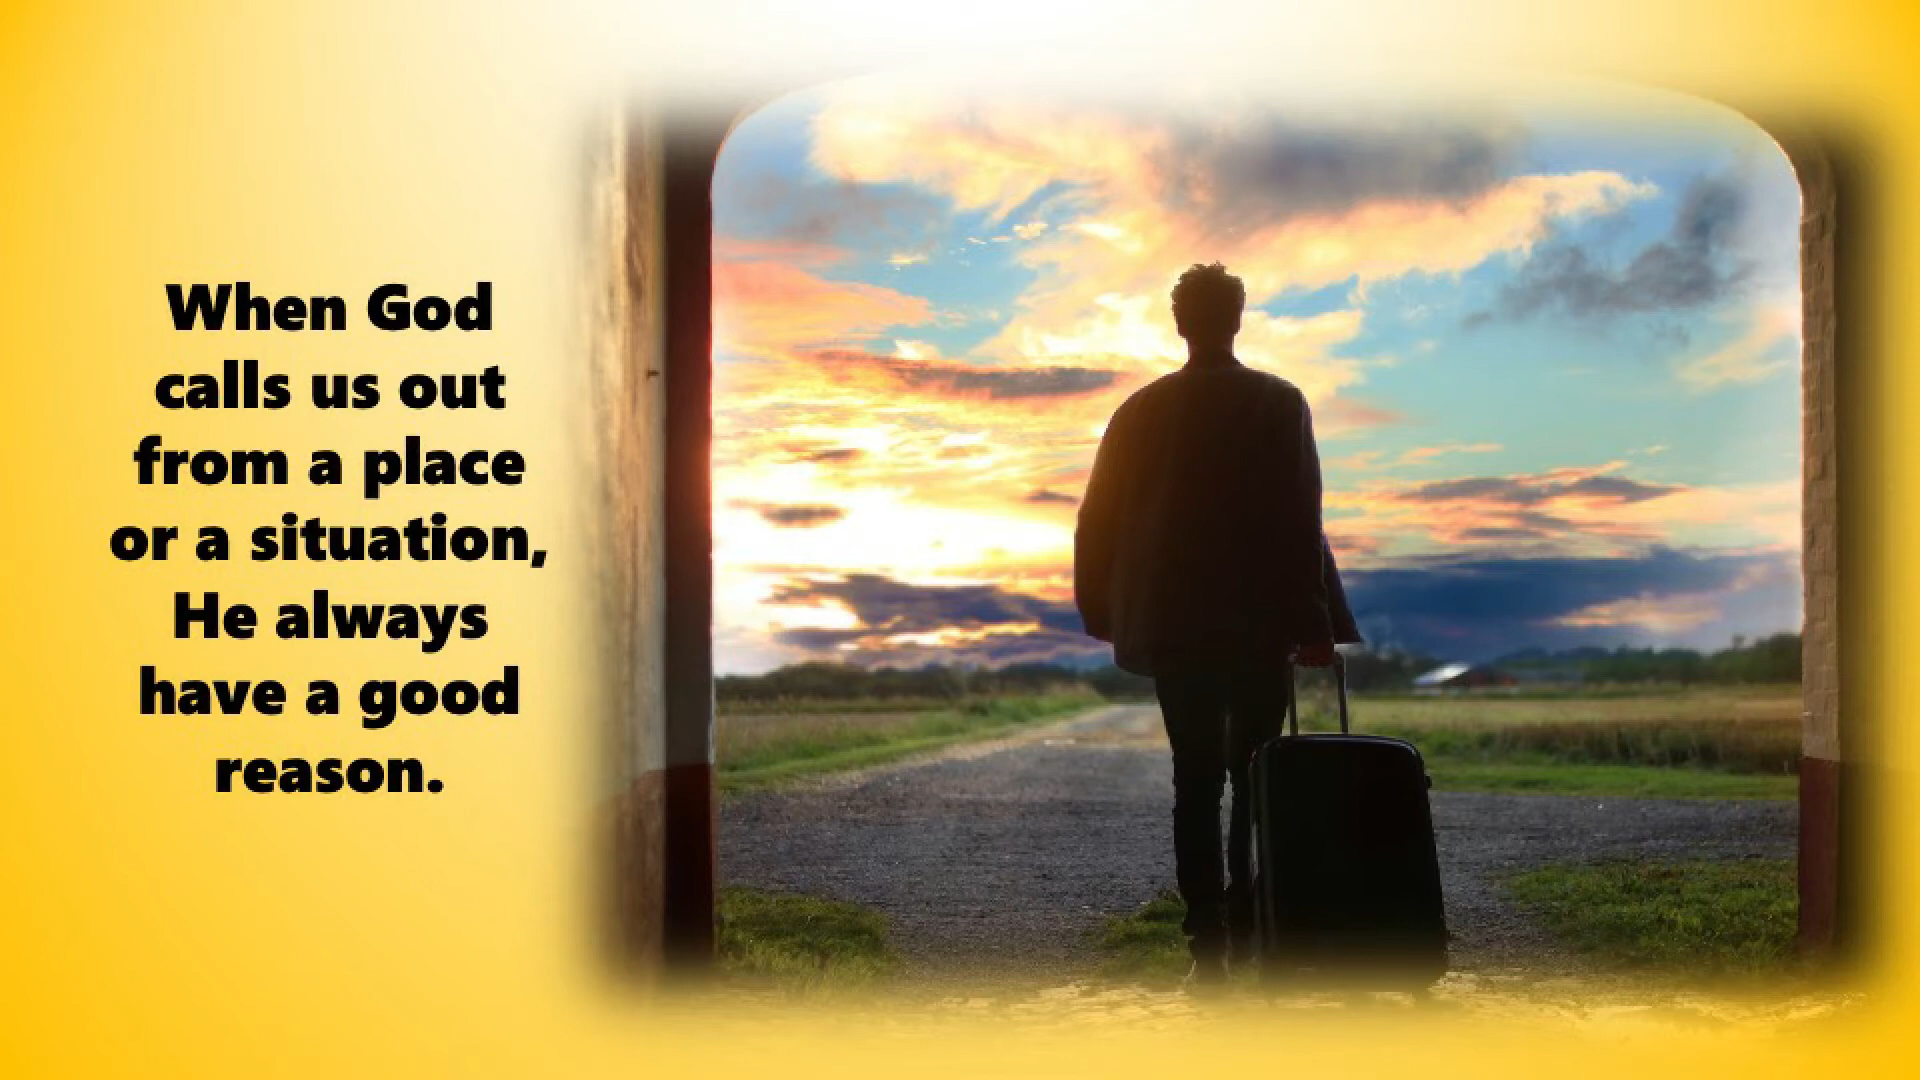 When God
calls us out
from a place
or a situation,
He always
have a good
reason.